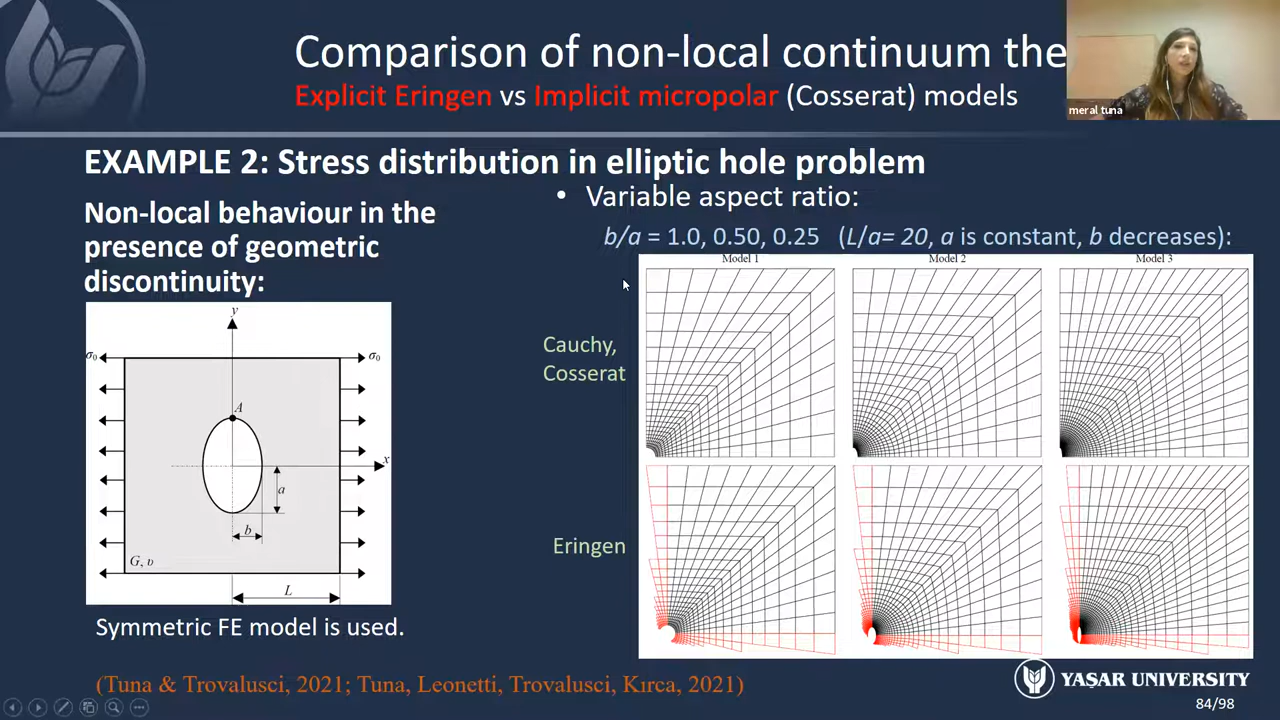 Comparison of non-local continuum the
Explicit Eringen vs Implicit micropolar (Cosserat) models
meral tuna
EXAMPLE 2: Stress distribution in elliptic hole problem
Non-local behaviour in the
presence of geometric
discontinuity:
• Variable aspect ratio:
b/a = 1.0, 0.50, 0.25 (L/a= 20, a is constant, b decreases):
Model 1
Model 2
Model 3
Cauchy,
Cosserat
Eringen
y
σ0
σ0
A
x
a
b
G, υ
L
Symmetric FE model is used.
(Tuna & Trovalusci, 2021; Tuna, Leonetti, Trovalusci, Kırca, 2021)
YAŞAR UNIVERSITY
84/98